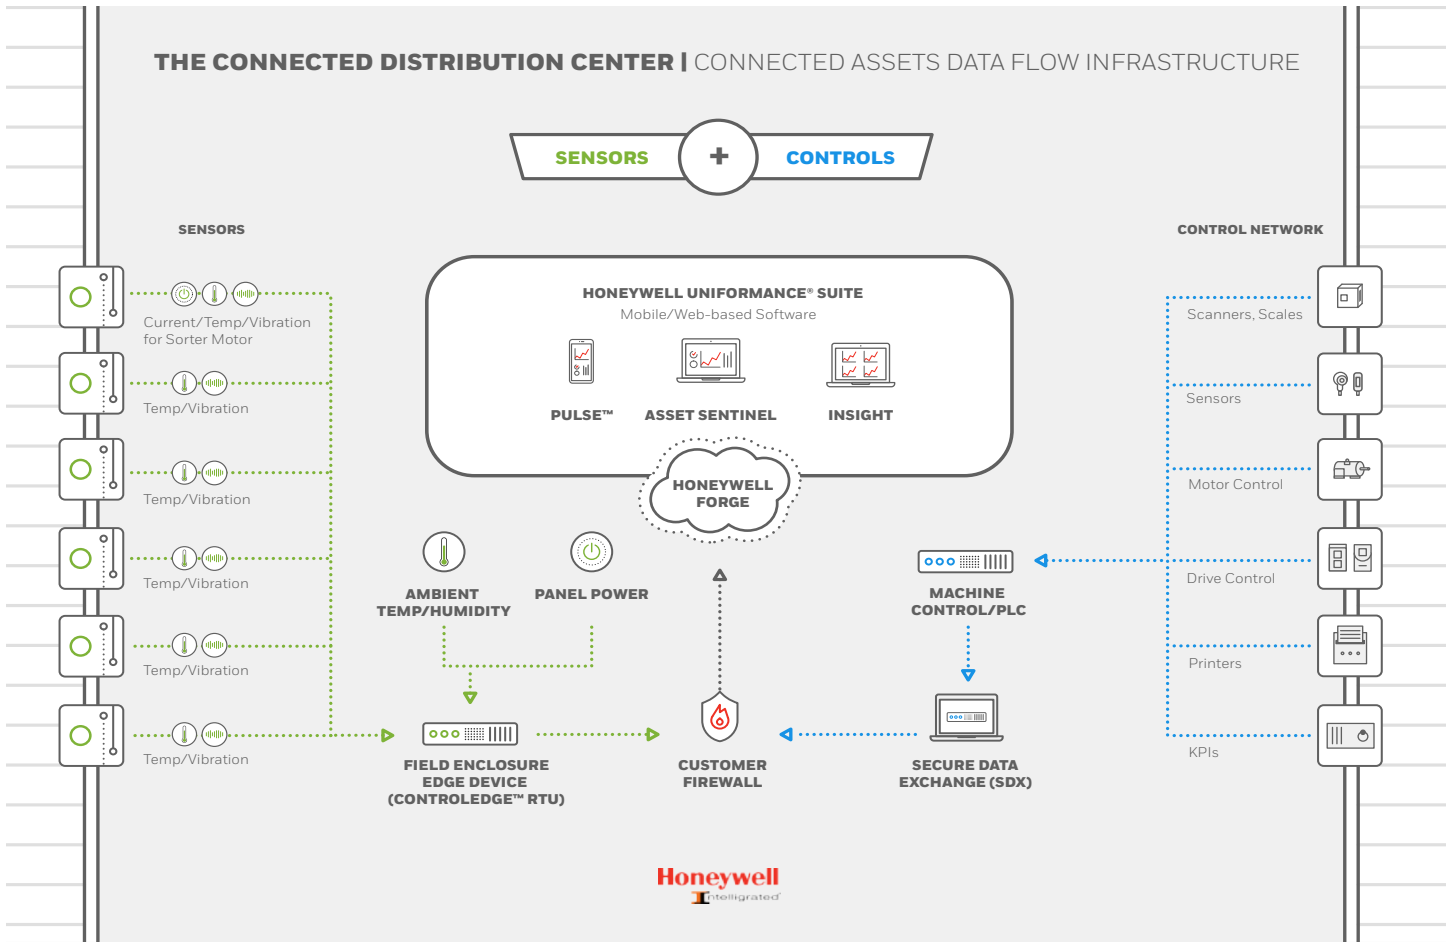 THE CONNECTED DISTRIBUTION CENTER | CONNECTED ASSETS DATA FLOW INFRASTRUCTURE
SENSORS + CONTROLS
SENSORS
Current/Temp/Vibration
for Sorter Motor
Temp/Vibration
Temp/Vibration
Temp/Vibration
Temp/Vibration
Temp/Vibration
HONEYWELL UNIFORMANCE® SUITE
Mobile/Web-based Software
PULSE™
ASSET SENTINEL
INSIGHT
HONEYWELL
FORGE
AMBIENT
TEMP/HUMIDITY
PANEL POWER
FIELD ENCLOSURE
EDGE DEVICE
(CONTROLEDGE™ RTU)
CUSTOMER
FIREWALL
MACHINE
CONTROL/PLC
SECURE DATA
EXCHANGE (SDX)
CONTROL NETWORK
Scanners, Scales
Sensors
Motor Control
Drive Control
Printers
KPIs
Honeywell
Intelligrated